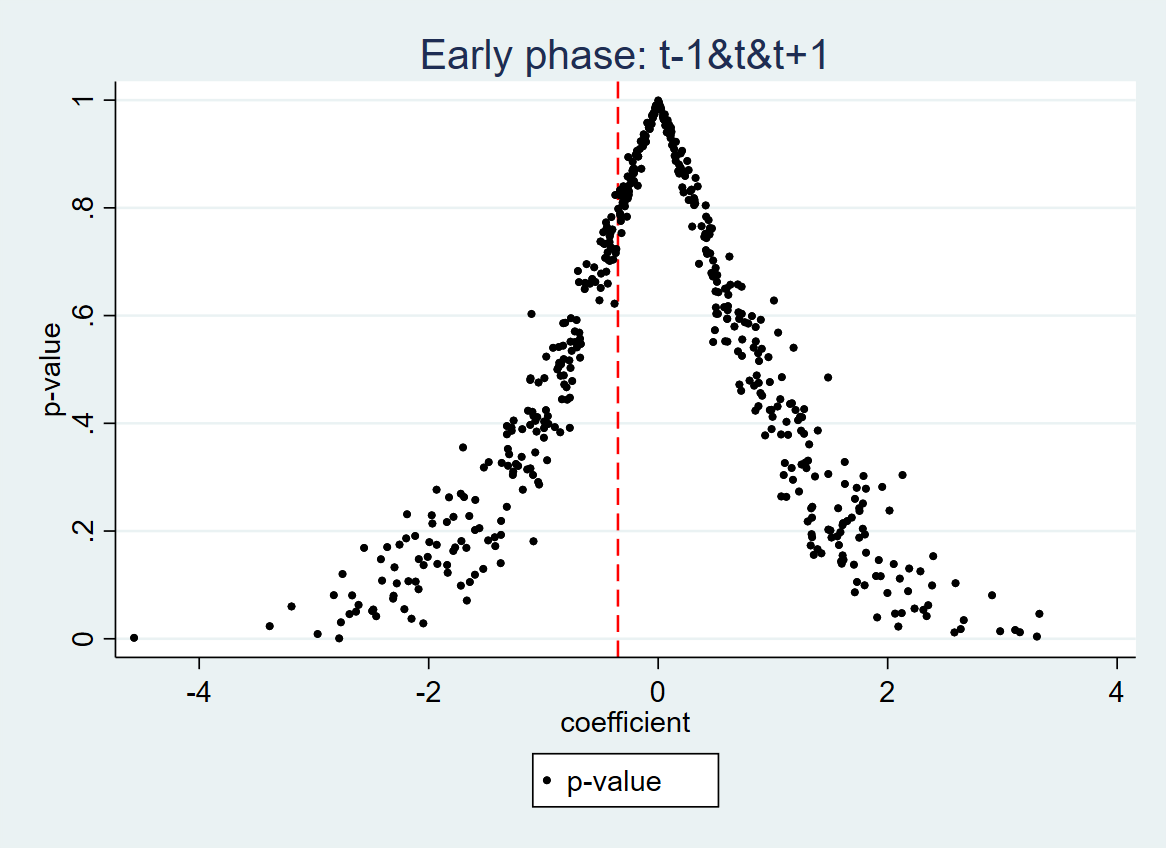 Early phase: t-1&t&t+1
p-value
1
.8
.6
.4
.2
0
-4
-2
0
2
4
coefficient
p-value